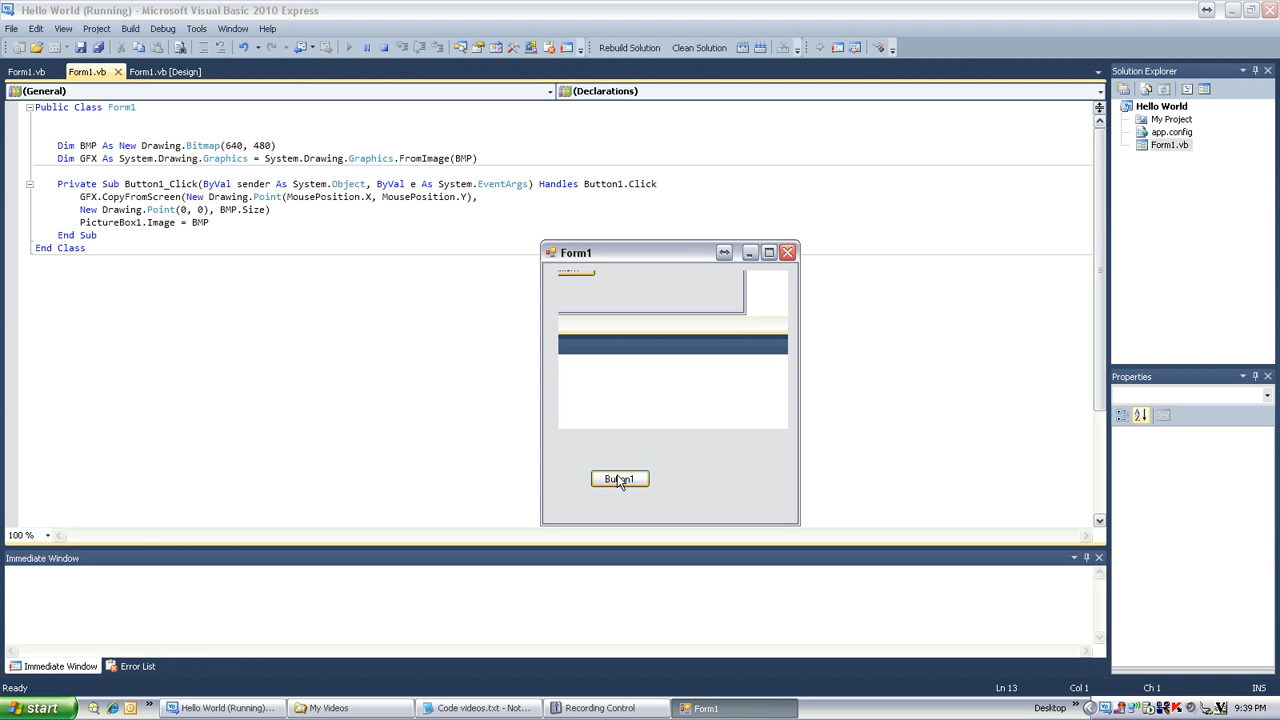 Hello World (Running) - Microsoft Visual Basic 2010 Express
File Edit View Project Build Debug Tools Window Help
Rebuild Solution Clean Solution
Form1.vb Form1.vb Form1.vb [Design]
(General) (Declarations)
Public Class Form1
Dim BMP As New Drawing.Bitmap(640, 480)
Dim GFX As System.Drawing.Graphics = System.Drawing.Graphics.FromImage(BMP)
Private Sub Button1_Click(ByVal sender As System.Object, ByVal e As System.EventArgs) Handles Button1.Click
GFX.CopyFromScreen(New Drawing.Point(MousePosition.X, MousePosition.Y),
New Drawing.Point(0, 0), BMP.Size)
PictureBox1.Image = BMP
End Sub
End Class
Form1
Button1
Solution Explorer
Hello World
My Project
app.config
Form1.vb
Properties
100 %
Immediate Window
Immediate Window Error List
Ready Ln 13 Col 1 Ch 1 INS
start Hello World (Running)... My Videos Code videos.txt - Not... Recording Control Form1 Desktop 9:39 PM